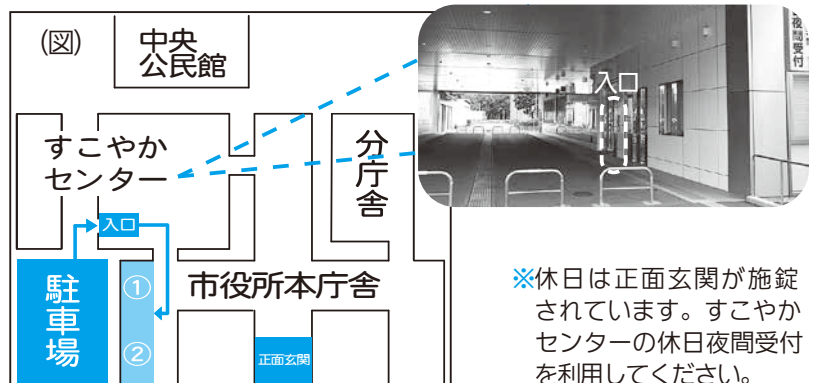 (図)
中央
公民館
すこやか
センター
分庁舎
入口
駐車場
①
②
市役所本庁舎
正面玄関
入口
夜間受付
※休日は正面玄関が施錠
されています。すこやか
センターの休日夜間受付
を利用してください。